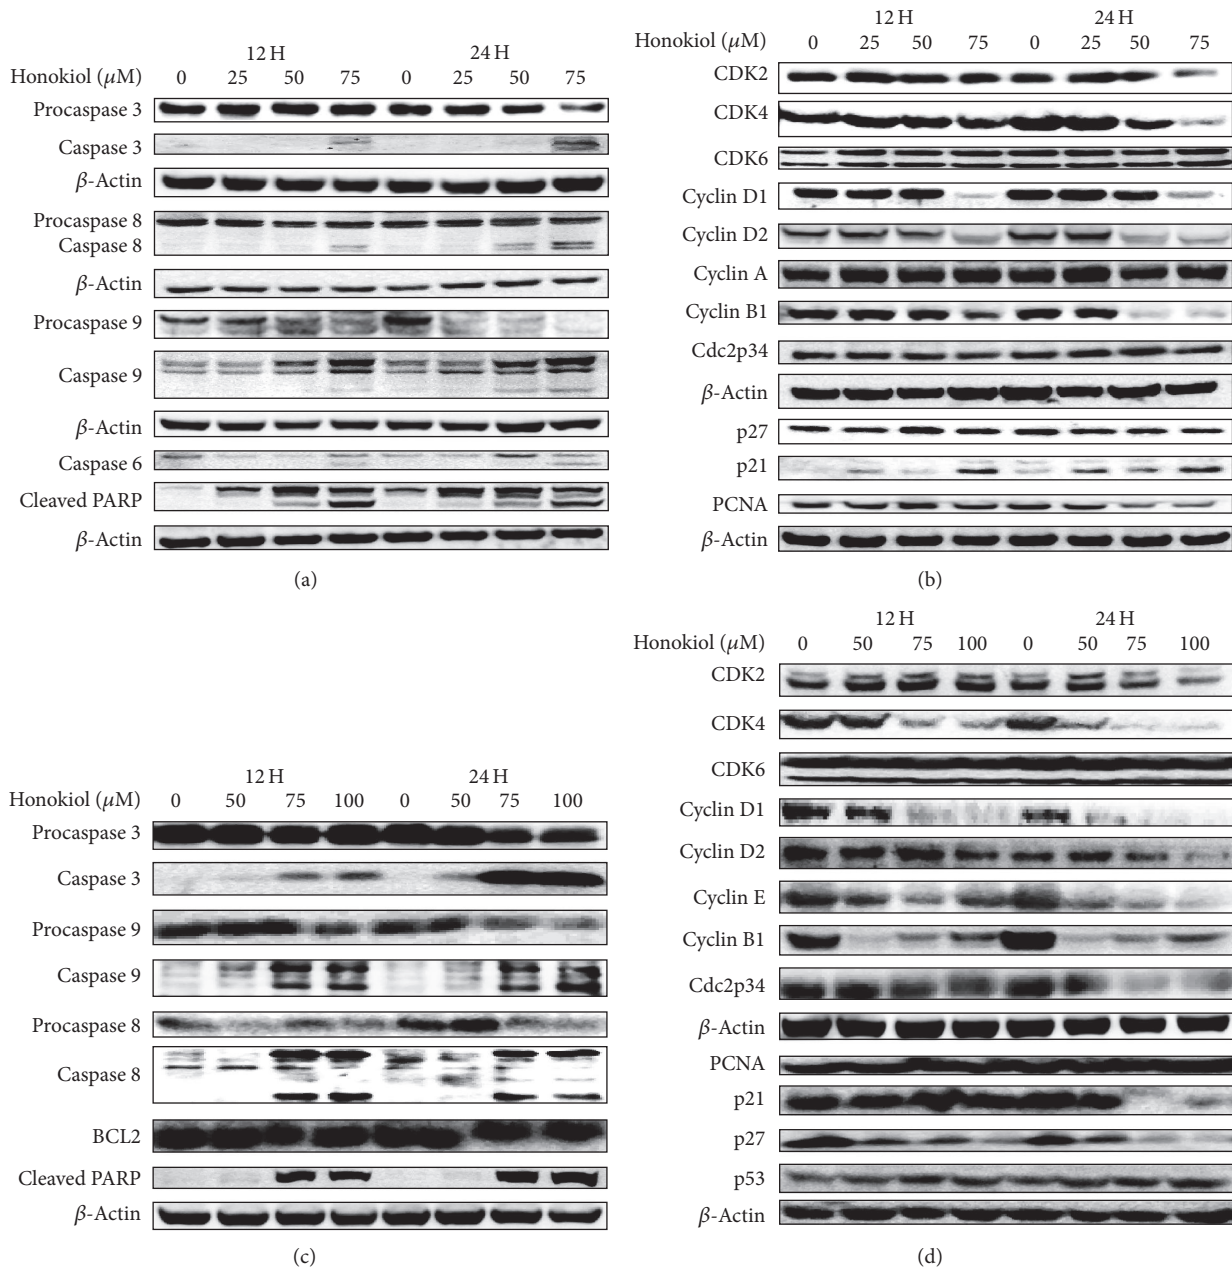 12 H 24 H
Honokiol (μM) 0 25 50 75 0 25 50 75
Procaspase 3
Caspase 3
β-Actin
Procaspase 8
Caspase 8
β-Actin
Procaspase 9
Caspase 9
β-Actin
Caspase 6
Cleaved PARP
β-Actin
(a)
12 H 24 H
Honokiol (μM) 0 25 50 75 0 25 50 75
CDK2
CDK4
CDK6
Cyclin D1
Cyclin D2
Cyclin A
Cyclin B1
Cdc2p34
β-Actin
p27
p21
PCNA
β-Actin
(b)
12 H 24 H
Honokiol (μM) 0 50 75 100 0 50 75 100
Procaspase 3
Caspase 3
Procaspase 9
Caspase 9
Procaspase 8
Caspase 8
BCL2
Cleaved PARP
β-Actin
(c)
12 H 24 H
Honokiol (μM) 0 50 75 100 0 50 75 100
CDK2
CDK4
CDK6
Cyclin D1
Cyclin D2
Cyclin E
Cyclin B1
Cdc2p34
β-Actin
PCNA
p21
p27
p53
β-Actin
(d)